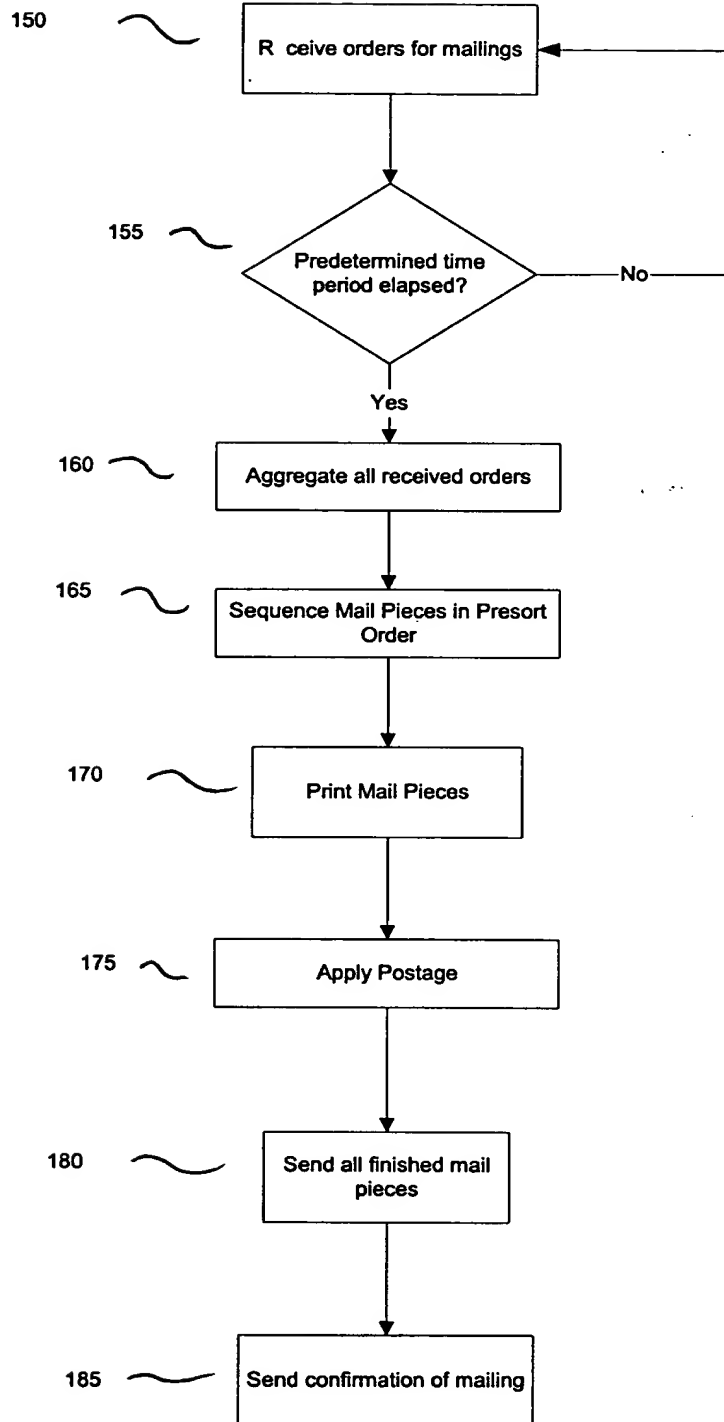 150
R ceive orders for mailings
155
Predetermined time
period elapsed?
No
Yes
160
Aggregate all received orders
165
Sequence Mail Pieces in Presort
Order
170
Print Mail Pieces
175
Apply Postage
180
Send all finished mail
pieces
185
Send confirmation of mailing